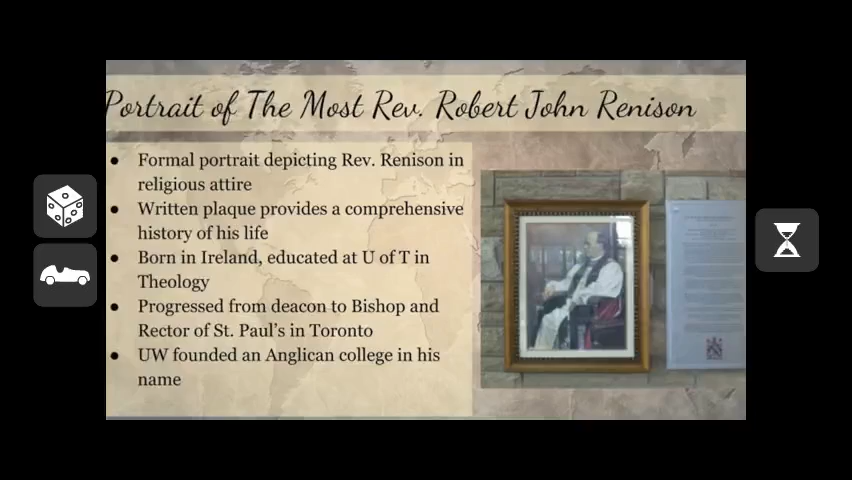 Portrait of The Most Rev. Robert John Renison
● Formal portrait depicting Rev. Renison in
religious attire
● Written plaque provides a comprehensive
history of his life
● Born in Ireland, educated at U of T in
Theology
● Progressed from deacon to Bishop and
Rector of St. Paul's in Toronto
● UW founded an Anglican college in his
name